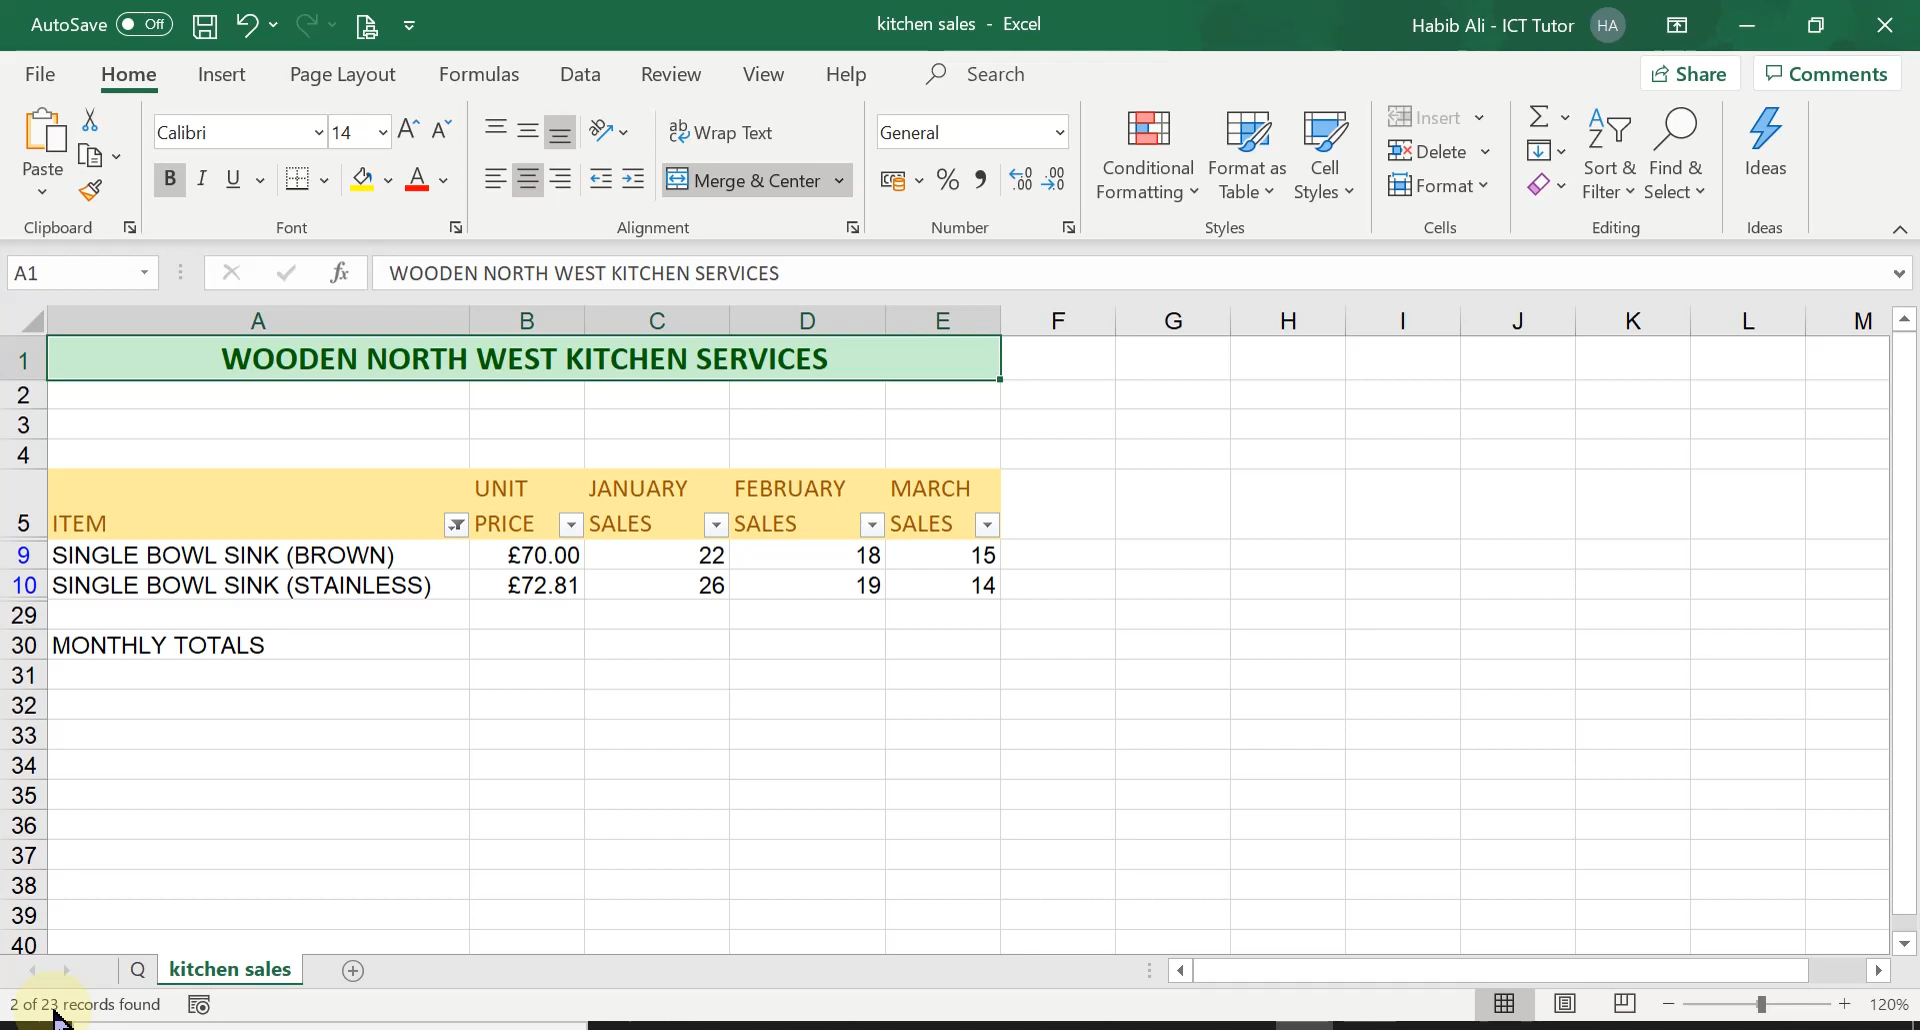 AutoSave Off kitchen sales - Excel Habib Ali - ICT Tutor HA
File Home Insert Page Layout Formulas Data Review View Help Search Share Comments
Calibri 14 ab Wrap Text General Insert
Paste Conditional Format as Cell Delete Sort & Find & Ideas
B I U A Merge & Center % Formatting Table Styles Format Filter Select
Clipboard Font Alignment Number Styles Cells Editing Ideas
A1 fx WOODEN NORTH WEST KITCHEN SERVICES
A B C D E F G H I J K L M
1 WOODEN NORTH WEST KITCHEN SERVICES
2
3
4
UNIT JANUARY FEBRUARY MARCH
5 ITEM PRICE SALES SALES SALES
9 SINGLE BOWL SINK (BROWN) £70.00 22 18 15
10 SINGLE BOWL SINK (STAINLESS) £72.81 26 19 14
29
30 MONTHLY TOTALS
31
32
33
34
35
36
37
38
39
40
Q kitchen sales
2 of 23 records found 120%